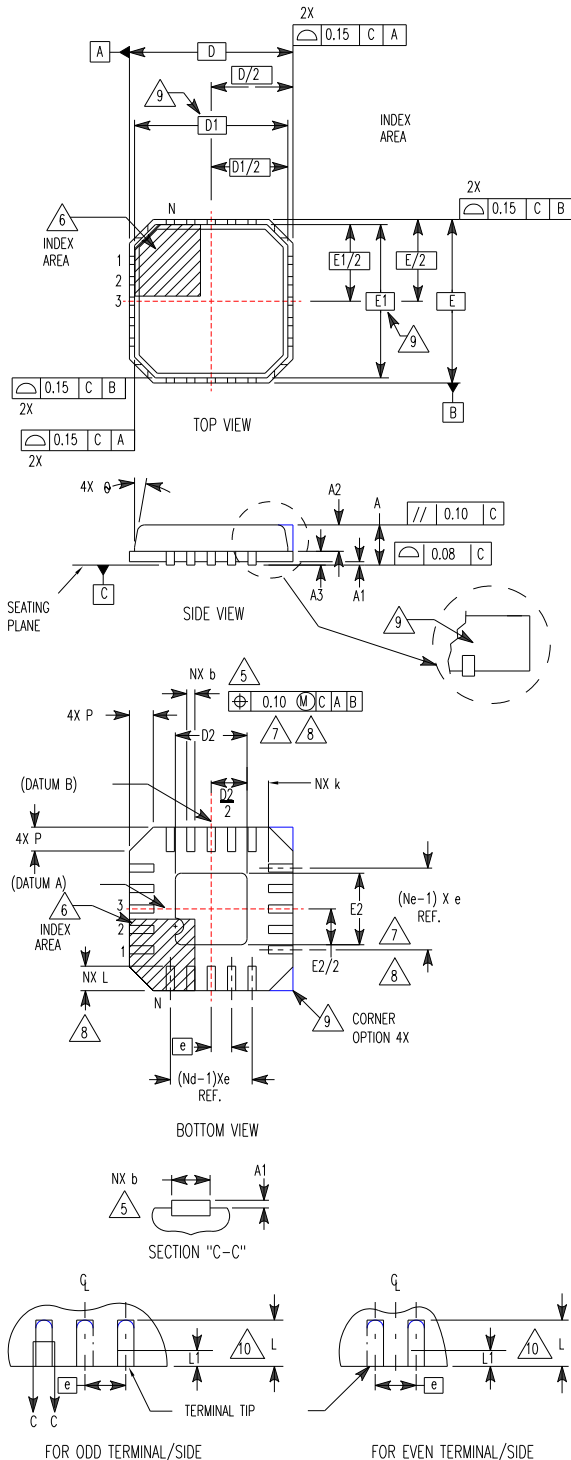 2X
⌓ 0.15 C A
A
D
D/2
9
D1
D1/2
INDEX
AREA
2X
⌓ 0.15 C B
N
6
INDEX
AREA
1
2
3
E1/2
E/2
E1
E
9
⌓ 0.15 C B
2X
⌓ 0.15 C A
2X
B
TOP VIEW
4X θ
A2
A
// 0.10 C
⌓ 0.08 C
A3
A1
C
SEATING
PLANE
SIDE VIEW
9
NX b
5
⌖ 0.10 Ⓜ C A B
4X P
D2
7
8
(DATUM B)
D2
2
NX k
4X P
(DATUM A)
6
INDEX
AREA
3
2
1
E2
E2/2
(Ne-1) X e
REF.
7
8
NX L
8
N
9
CORNER
OPTION 4X
e
(Nd-1)Xe
REF.
BOTTOM VIEW
NX b
A1
5
SECTION "C-C"
℄
℄
10
L
L1
10
L
L1
e
e
C C
TERMINAL TIP
FOR ODD TERMINAL/SIDE
FOR EVEN TERMINAL/SIDE